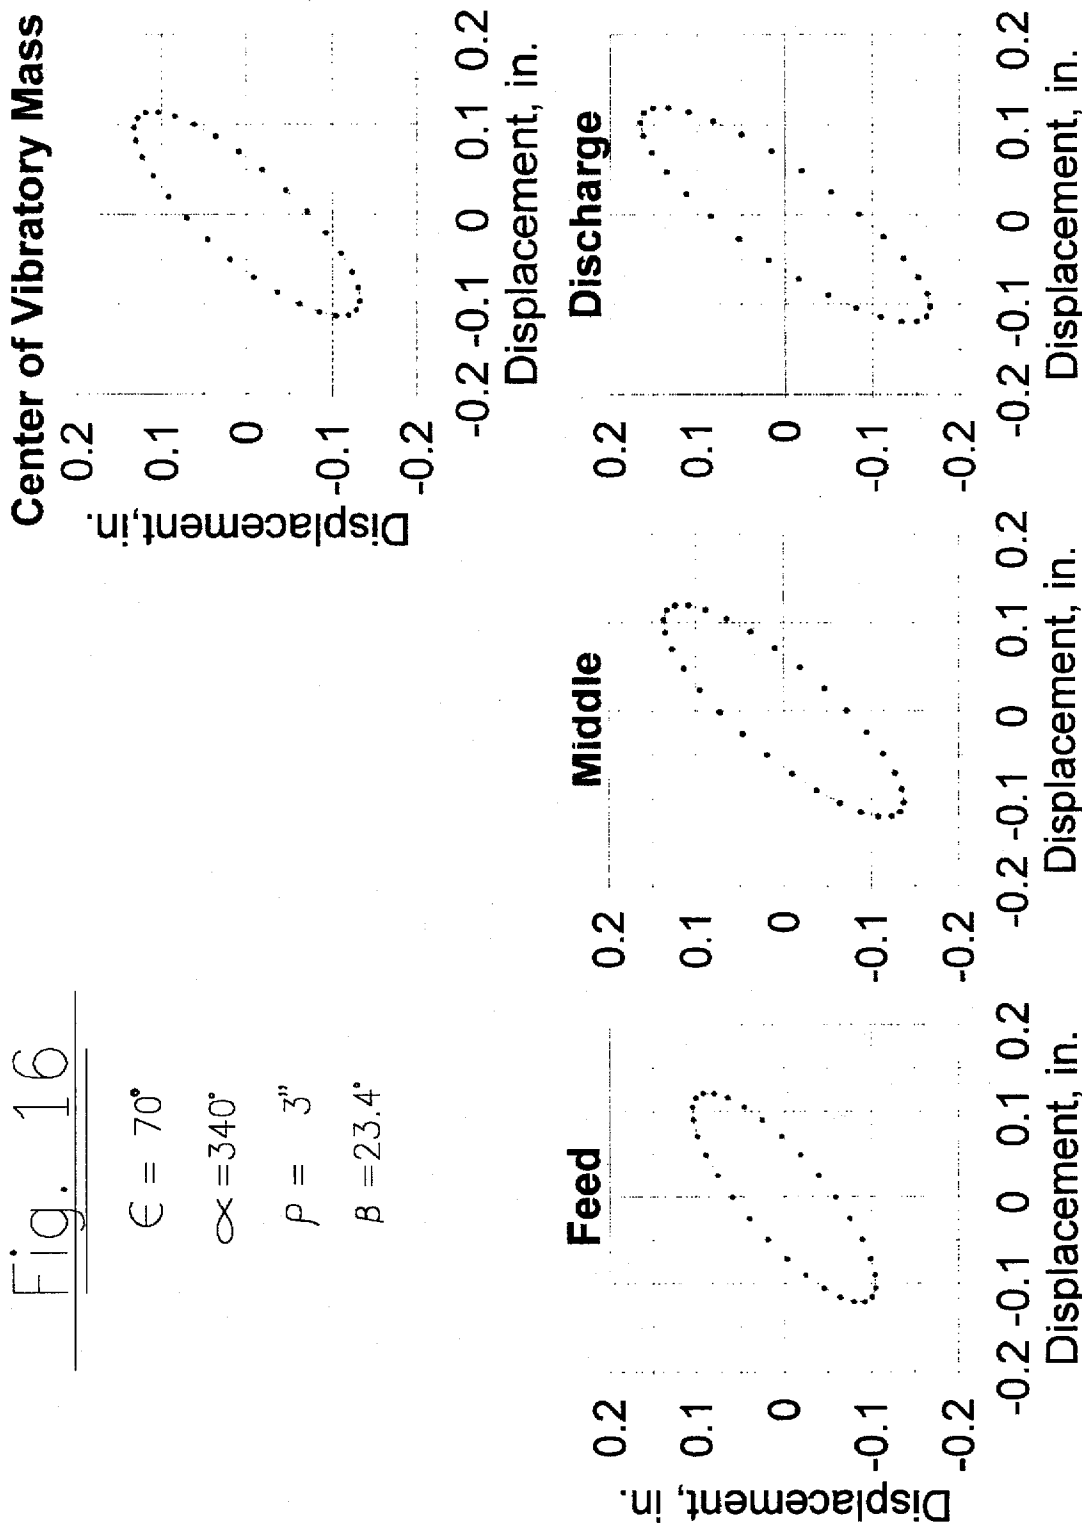 Fig. 16
∈ = 70°
∝ = 340°
ρ = 3"
β = 23.4°
Center of Vibratory Mass
Displacement, in.
0.2
0.1
0
-0.1
-0.2
-0.2 -0.1 0 0.1 0.2
Displacement, in.
Feed
Displacement, in.
0.2
0.1
0
-0.1
-0.2
-0.2 -0.1 0 0.1 0.2
Displacement, in.
Middle
0.2
0.1
0
-0.1
-0.2
-0.2 -0.1 0 0.1 0.2
Displacement, in.
Discharge
0.2
0.1
0
-0.1
-0.2
-0.2 -0.1 0 0.1 0.2
Displacement, in.